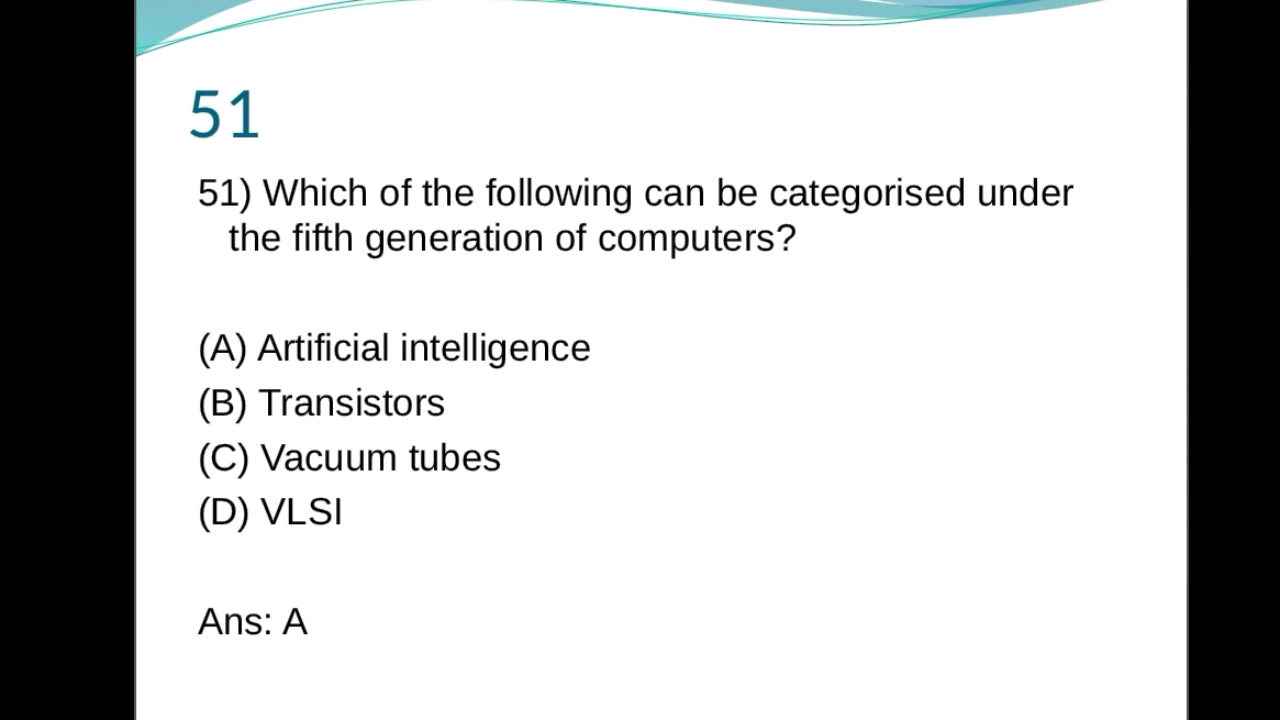 51
51) Which of the following can be categorised under
the fifth generation of computers?
(A) Artificial intelligence
(B) Transistors
(C) Vacuum tubes
(D) VLSI
Ans: A